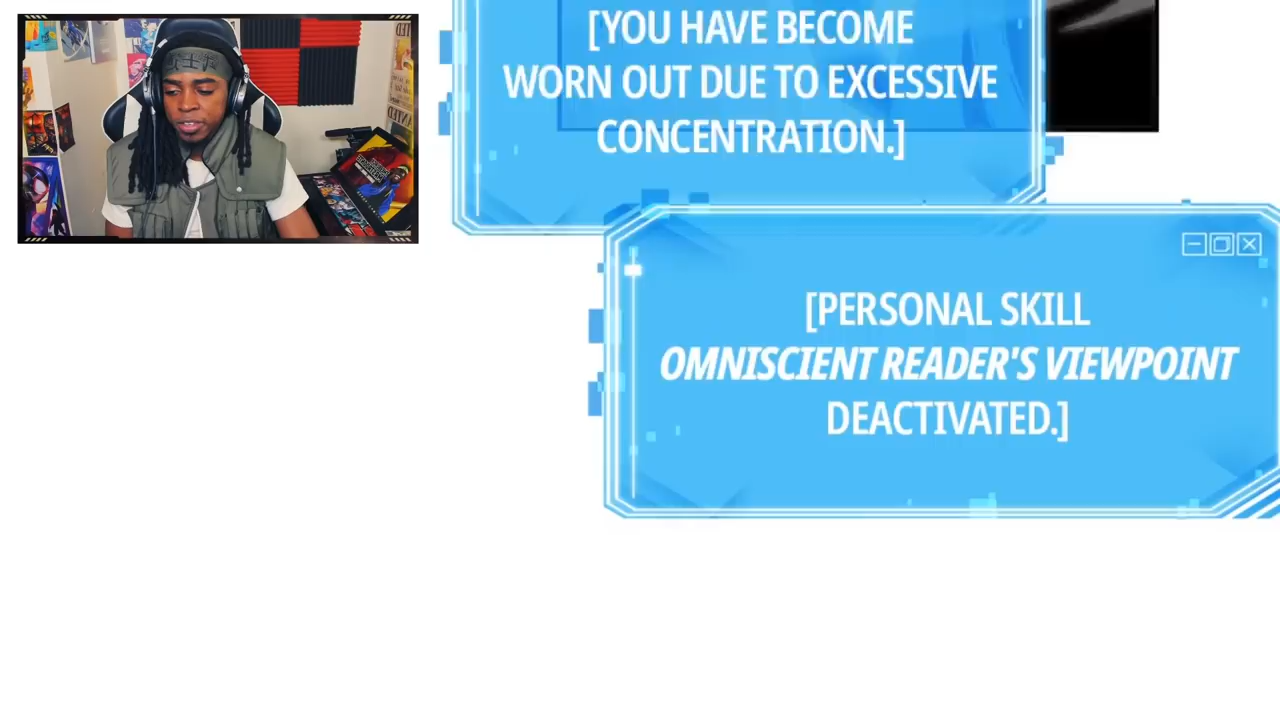 [YOU HAVE BECOME
WORN OUT DUE TO EXCESSIVE
CONCENTRATION.]
[PERSONAL SKILL
OMNISCIENT READER'S VIEWPOINT
DEACTIVATED.]